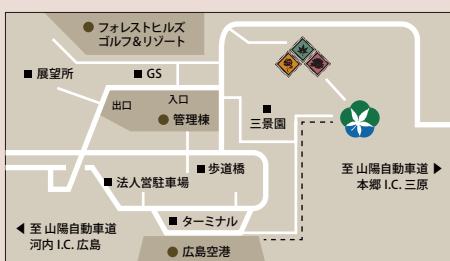 フォレストヒルズ
ゴルフ&リゾート
展望所
GS
出口
入口
管理棟
三景園
歩道橋
法人営駐車場
至 山陽自動車道
本郷 I.C. 三原
ターミナル
至 山陽自動車道
河内 I.C. 広島
広島空港